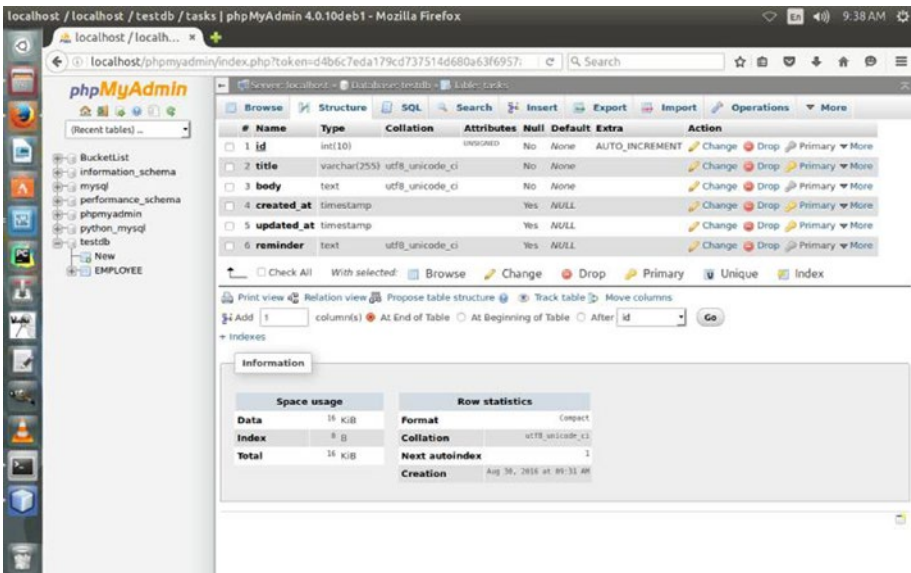 localhost / localhost / testdb / tasks | phpMyAdmin 4.0.10deb1 - Mozilla Firefox En 9:38 AM
localhost / localh... ×
localhost/phpmyadmin/index.php?token=d4b6c7eda179cd737514d680a63f6957: Search
phpMyAdmin
(Recent tables) ...
BucketList
information_schema
mysql
performance_schema
phpmyadmin
python_mysql
testdb
New
EMPLOYEE
Server: localhost » Database: testdb » Table: tasks
Browse Structure SQL Search Insert Export Import Operations More
# Name Type Collation Attributes Null Default Extra Action
1 id int(10) UNSIGNED No None AUTO_INCREMENT Change Drop Primary More
2 title varchar(255) utf8_unicode_ci No None Change Drop Primary More
3 body text utf8_unicode_ci No None Change Drop Primary More
4 created_at timestamp Yes NULL Change Drop Primary More
5 updated_at timestamp Yes NULL Change Drop Primary More
6 reminder text utf8_unicode_ci Yes NULL Change Drop Primary More
Check All With selected: Browse Change Drop Primary Unique Index
Print view Relation view Propose table structure Track table Move columns
Add 1 column(s) At End of Table At Beginning of Table After id Go
+ Indexes
Information
Space usage
Data 16 KiB
Index 0 B
Total 16 KiB
Row statistics
Format Compact
Collation utf8_unicode_ci
Next autoindex 1
Creation Aug 30, 2016 at 09:31 AM